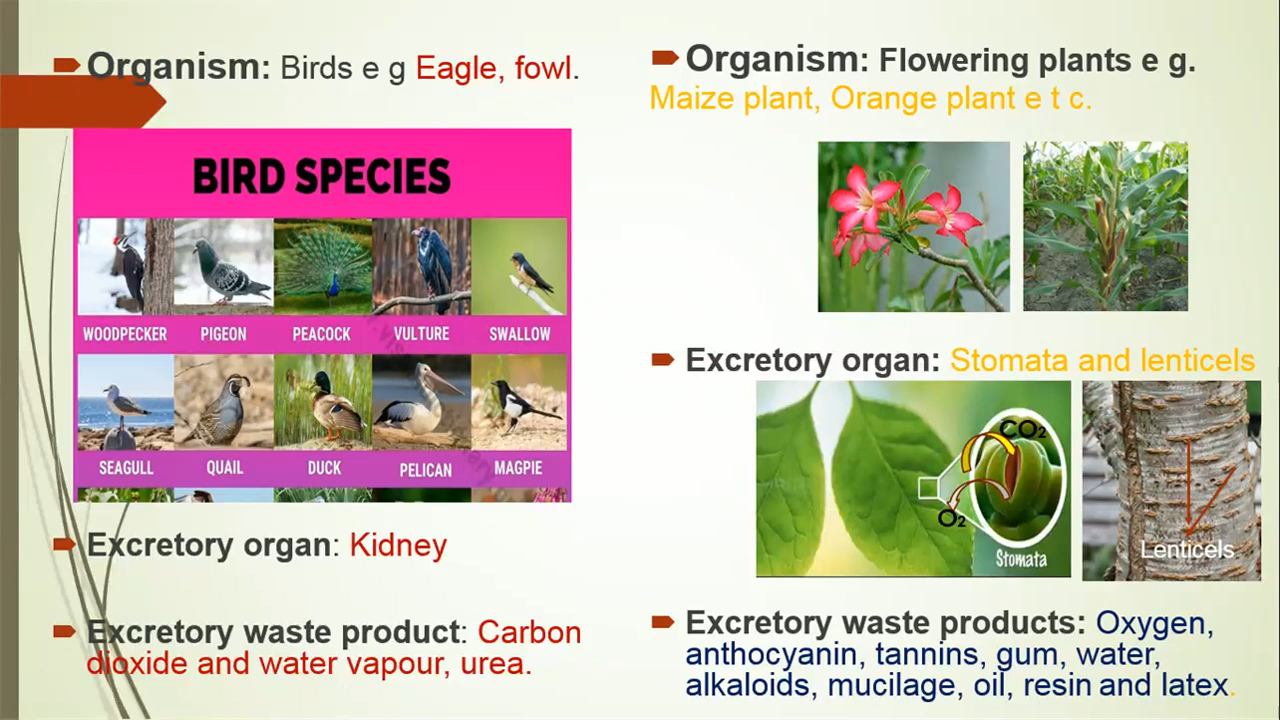 Organism: Birds e g Eagle, fowl.
BIRD SPECIES
WOODPECKER PIGEON PEACOCK VULTURE SWALLOW
SEAGULL QUAIL DUCK PELICAN MAGPIE
Excretory organ: Kidney
Excretory waste product: Carbon
dioxide and water vapour, urea.
Organism: Flowering plants e g.
Maize plant, Orange plant e t c.
Excretory organ: Stomata and lenticels
CO2
O2
Stomata
Lenticels
Excretory waste products: Oxygen,
anthocyanin, tannins, gum, water,
alkaloids, mucilage, oil, resin and latex.